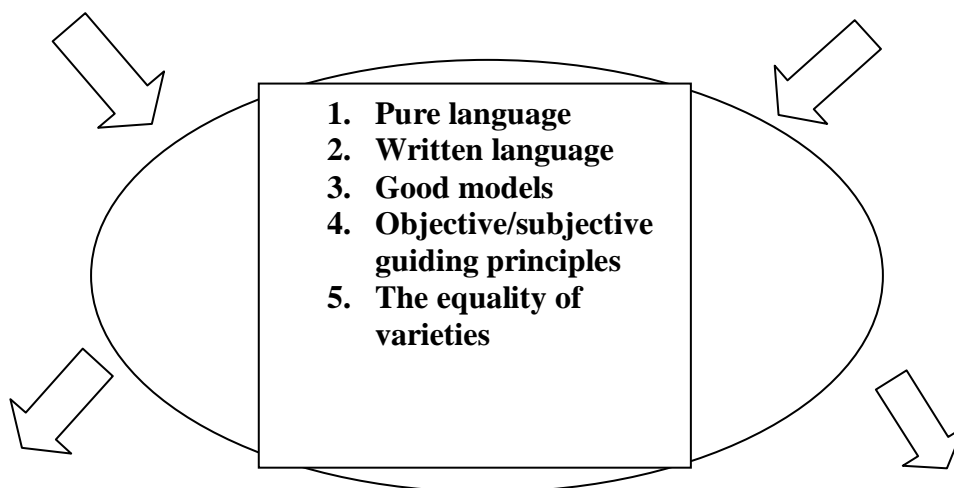 1. Pure language
2. Written language
3. Good models
4. Objective/subjective
guiding principles
5. The equality of
varieties